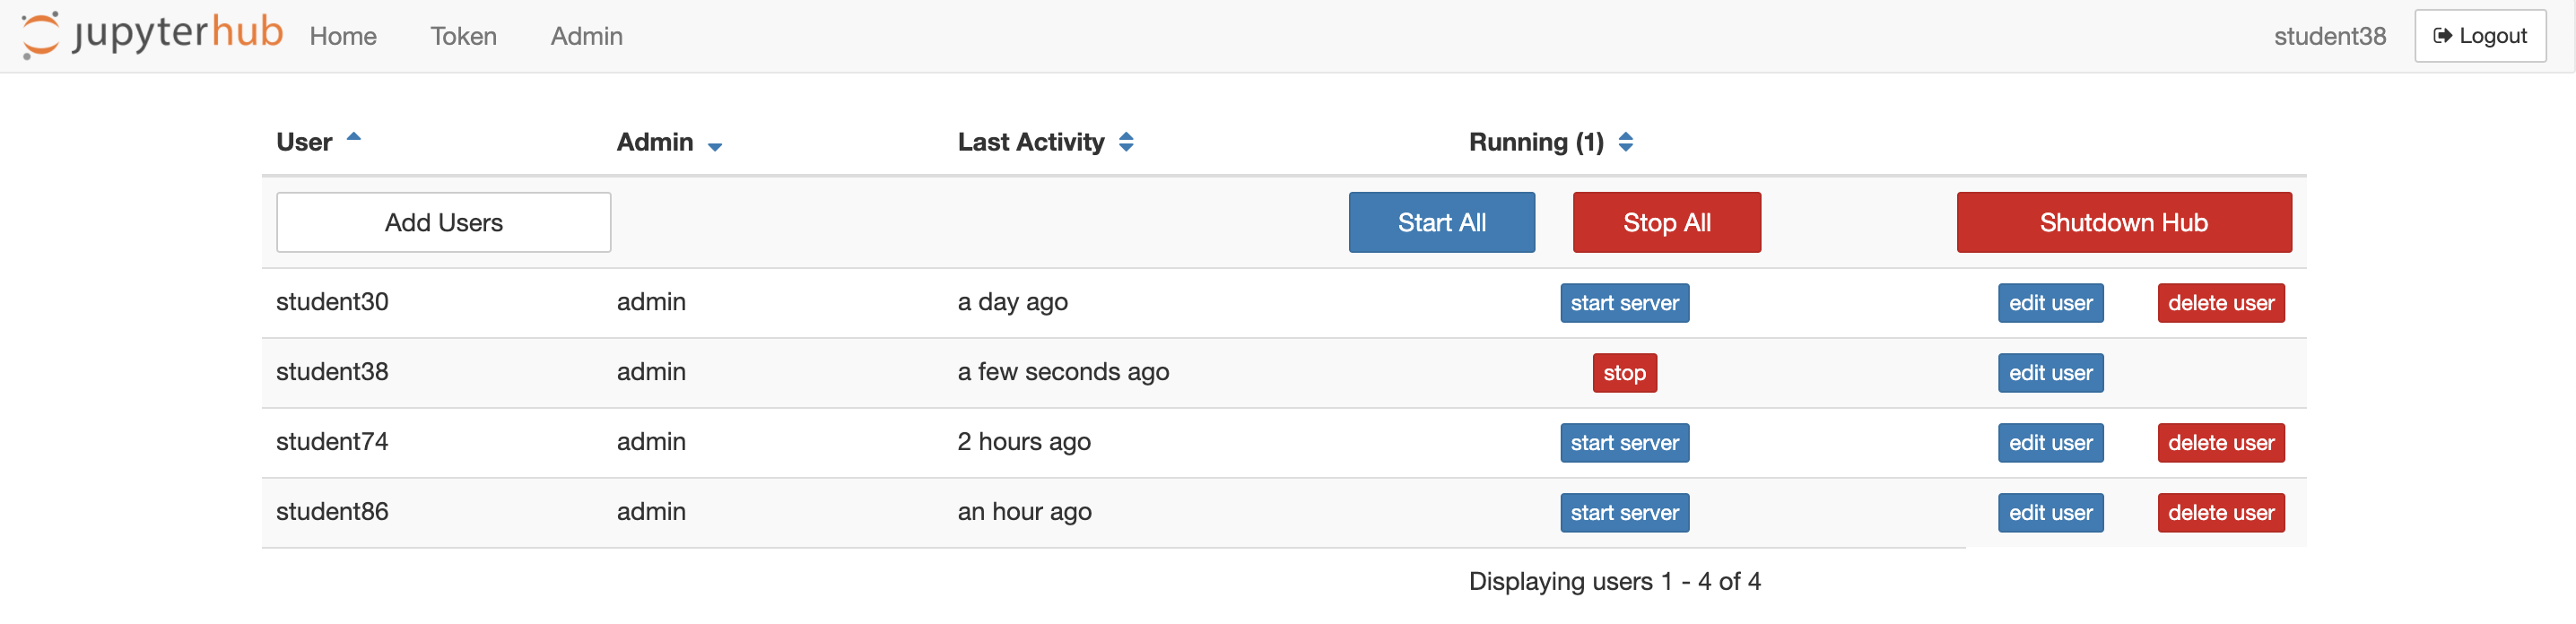 jupyterhub Home Token Admin student38 Logout
User Admin Last Activity Running (1)
Add Users Start All Stop All Shutdown Hub
student30 admin a day ago start server edit user delete user
student38 admin a few seconds ago stop edit user
student74 admin 2 hours ago start server edit user delete user
student86 admin an hour ago start server edit user delete user
Displaying users 1 - 4 of 4